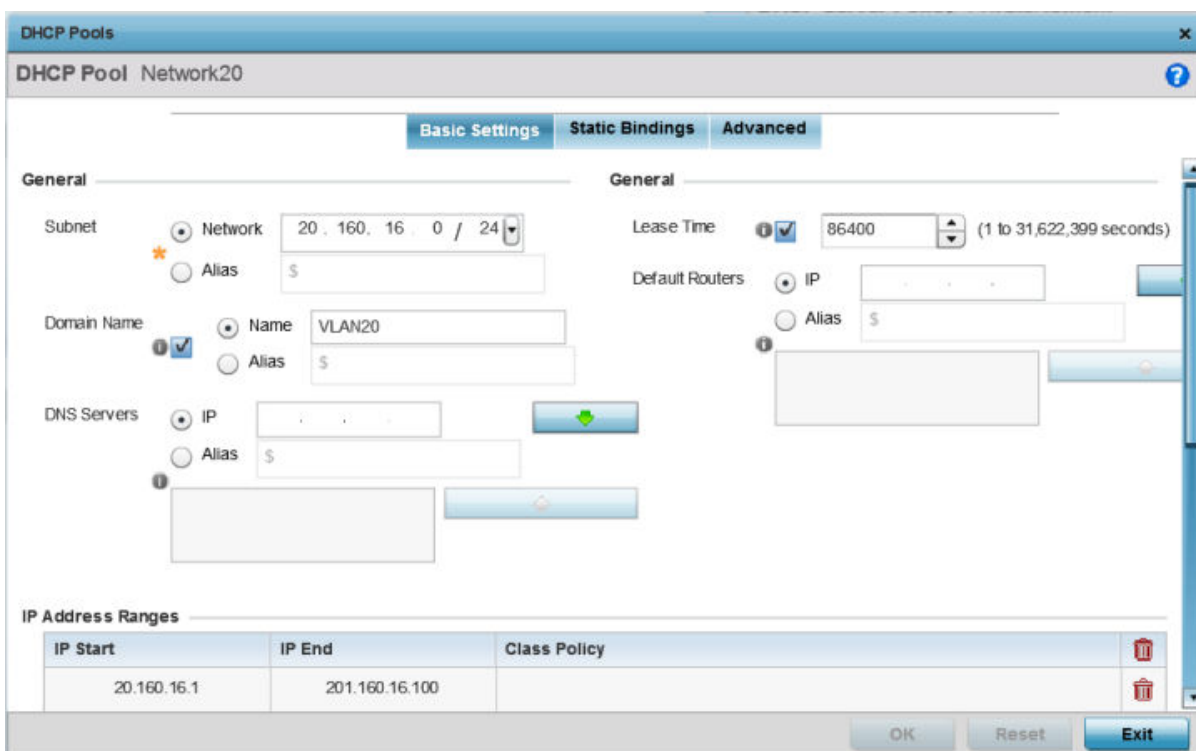 DHCP Pools
DHCP Pool Network20
Basic Settings Static Bindings Advanced
General
Subnet
Network 20 . 160. 16 . 0 / 24
* Alias $
Domain Name
Name VLAN20
Alias $
DNS Servers
IP . . .
Alias $
General
Lease Time 86400 (1 to 31,622,399 seconds)
Default Routers
IP . . .
Alias $
IP Address Ranges
IP Start IP End Class Policy
20.160.16.1 201.160.16.100
OK Reset Exit